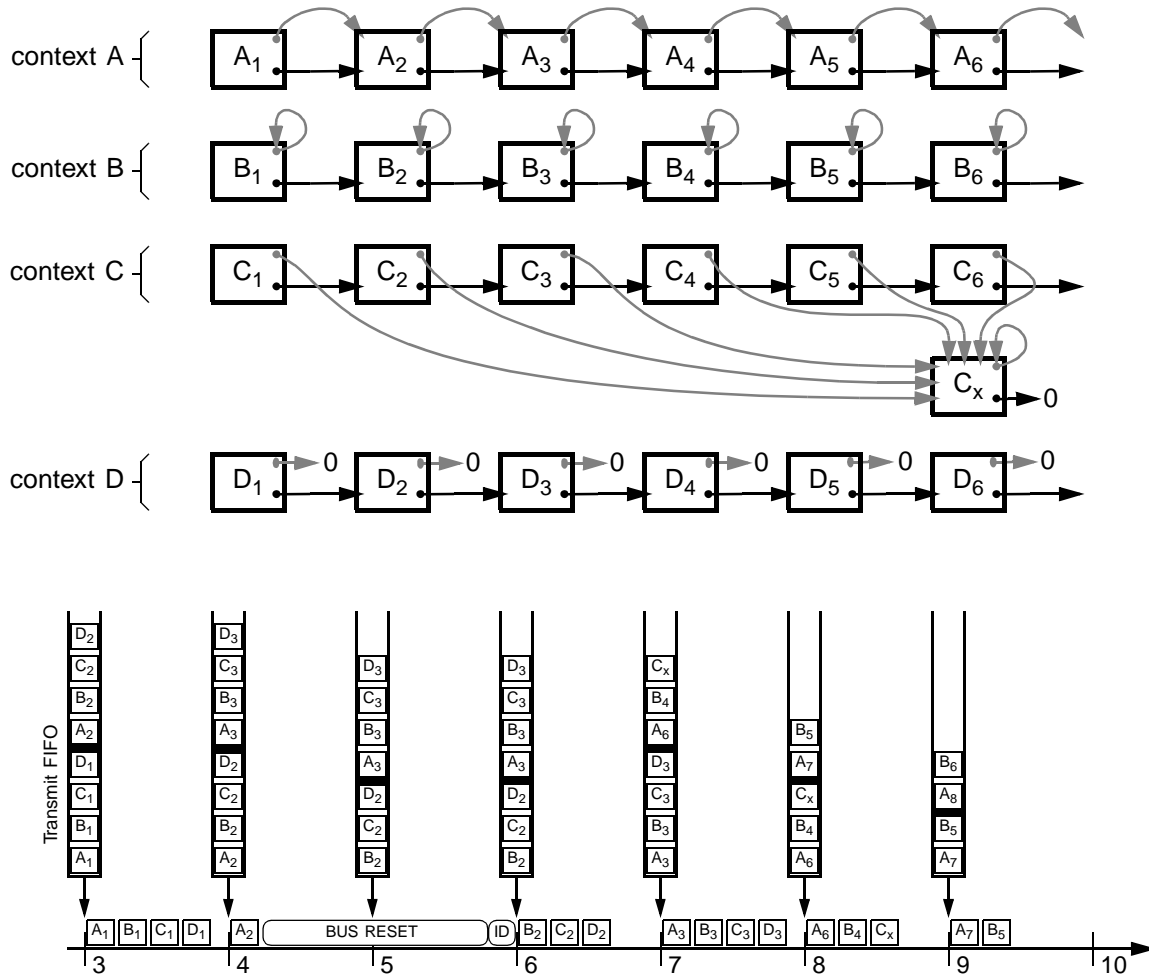 context A A1 A2 A3 A4 A5 A6
context B B1 B2 B3 B4 B5 B6
context C C1 C2 C3 C4 C5 C6
Cx 0
context D D1 0 D2 0 D3 0 D4 0 D5 0 D6 0
Transmit FIFO
D2 D3
C2 C3 D3 D3 Cx
B2 B3 C3 C3 B4
A2 A3 B3 B3 A6 B5
D1 D2 A3 A3 D3 A7 B6
C1 C2 D2 D2 C3 Cx A8
B1 B2 C2 C2 B3 B4 B5
A1 A2 B2 B2 A3 A6 A7
A1 B1 C1 D1 A2 BUS RESET ID B2 C2 D2 A3 B3 C3 D3 A6 B4 Cx A7 B5
3 4 5 6 7 8 9 10